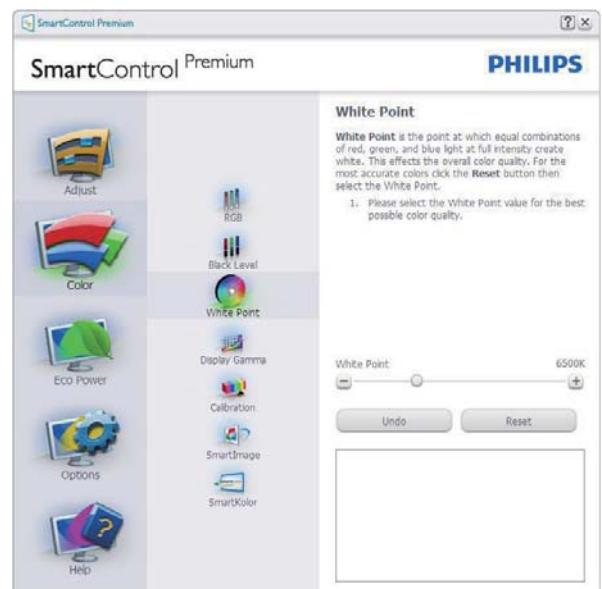 SmartControl Premium
? ×
SmartControl Premium
PHILIPS
Adjust
Color
Eco Power
Options
Help
RGB
Black Level
White Point
Display Gamma
Calibration
SmartImage
SmartKolor
White Point
White Point is the point at which equal combinations
of red, green, and blue light at full intensity create
white. This effects the overall color quality. For the
most accurate colors click the Reset button then
select the White Point.
1. Please select the White Point value for the best
possible color quality.
White Point 6500K
Undo Reset